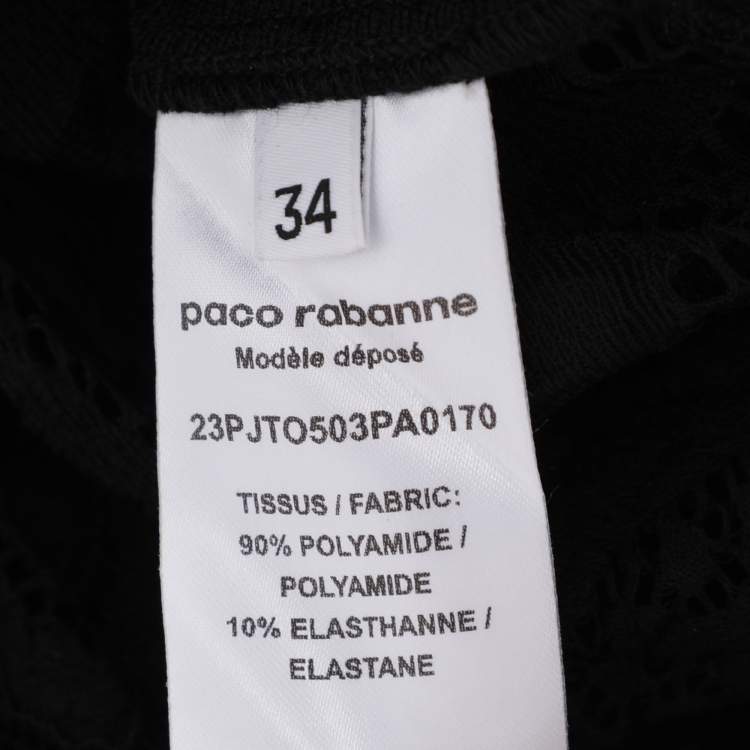 34
paco rabanne
Modèle déposé
23PJTO503PA0170
TISSUS / FABRIC:
90% POLYAMIDE /
POLYAMIDE
10% ELASTHANNE /
ELASTANE